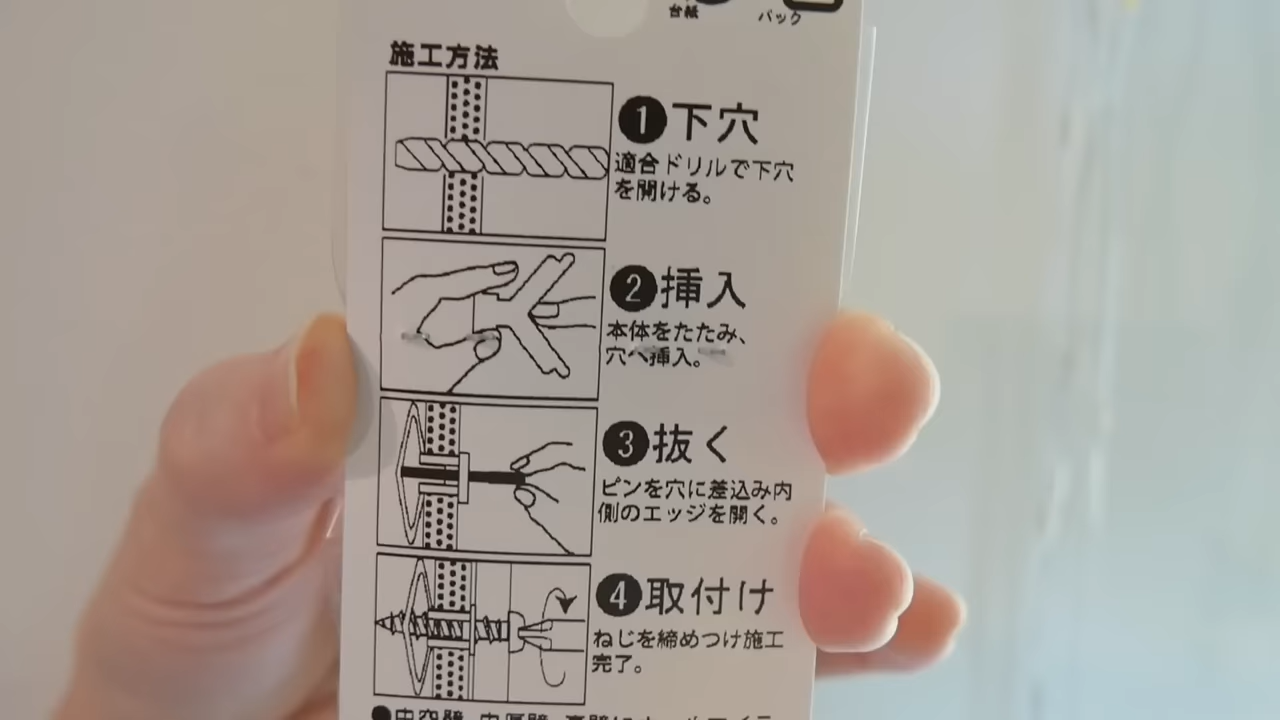 台紙
パック
施工方法
1 下穴
適合ドリルで下穴
を開ける。
2 挿入
本体をたたみ、
穴へ挿入。
3 抜く
ピンを穴に差込み内
側のエッジを開く。
4 取付け
ねじを締めつけ施工
完了。